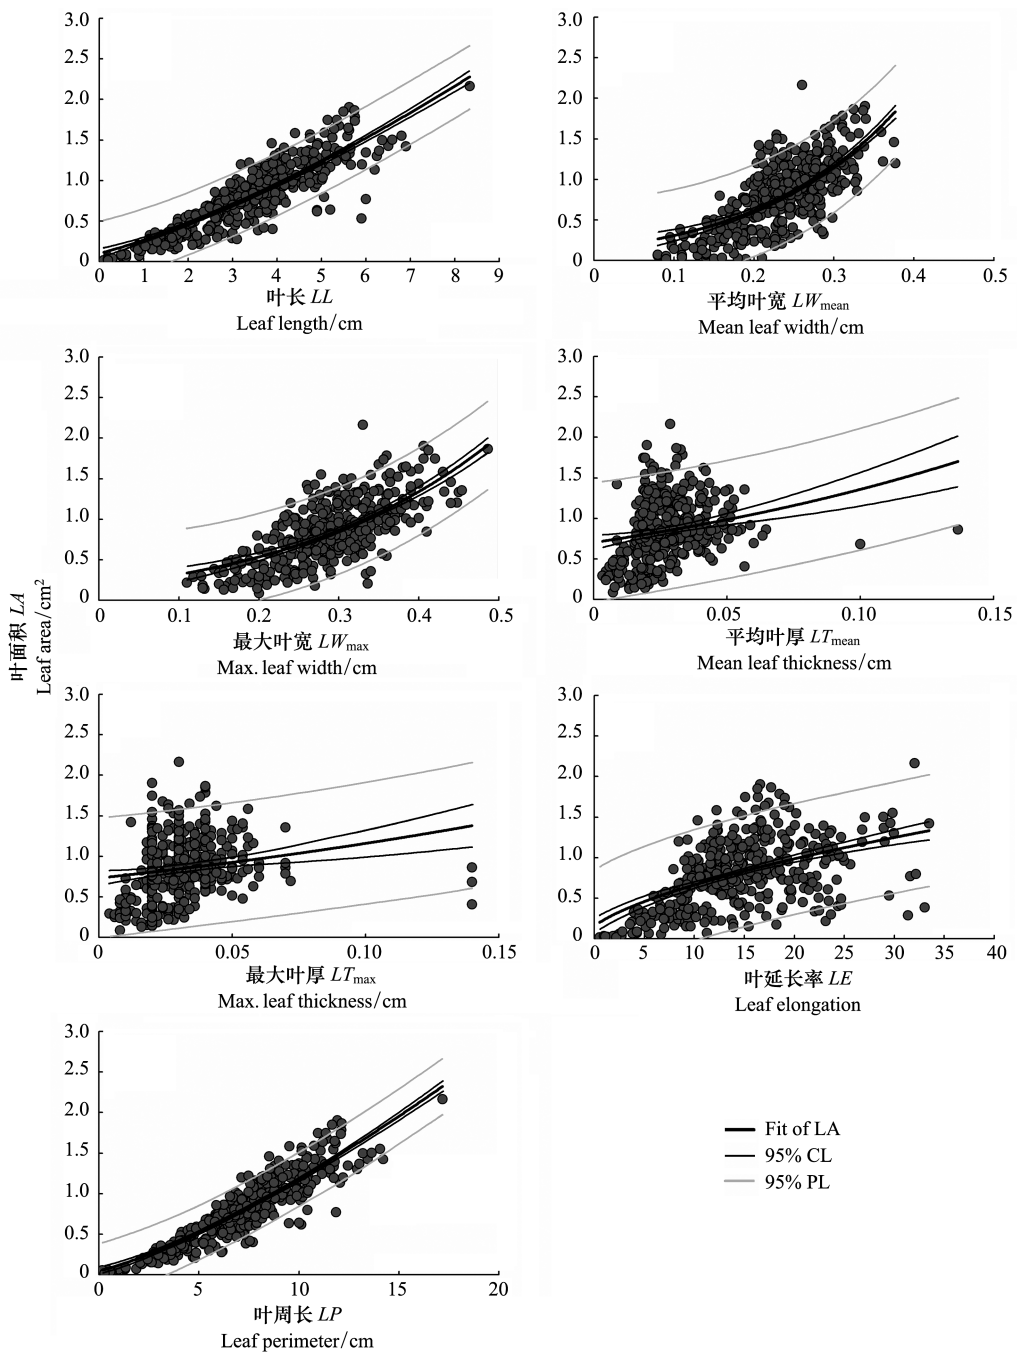 3.0
2.5
2.0
1.5
1.0
0.5
0
0 1 2 3 4 5 6 7 8 9
叶长 LL
Leaf length/cm
3.0
2.5
2.0
1.5
1.0
0.5
0
0 0.1 0.2 0.3 0.4 0.5
平均叶宽 LWmean
Mean leaf width/cm
叶面积 LA
Leaf area/cm²
3.0
2.5
2.0
1.5
1.0
0.5
0
0 0.1 0.2 0.3 0.4 0.5
最大叶宽 LWmax
Max. leaf width/cm
3.0
2.5
2.0
1.5
1.0
0.5
0
0 0.05 0.10 0.15
平均叶厚 LTmean
Mean leaf thickness/cm
3.0
2.5
2.0
1.5
1.0
0.5
0
0 0.05 0.10 0.15
最大叶厚 LTmax
Max. leaf thickness/cm
3.0
2.5
2.0
1.5
1.0
0.5
0
0 5 10 15 20 25 30 35 40
叶延长率 LE
Leaf elongation
3.0
2.5
2.0
1.5
1.0
0.5
0
0 5 10 15 20
叶周长 LP
Leaf perimeter/cm
Fit of LA
95% CL
95% PL